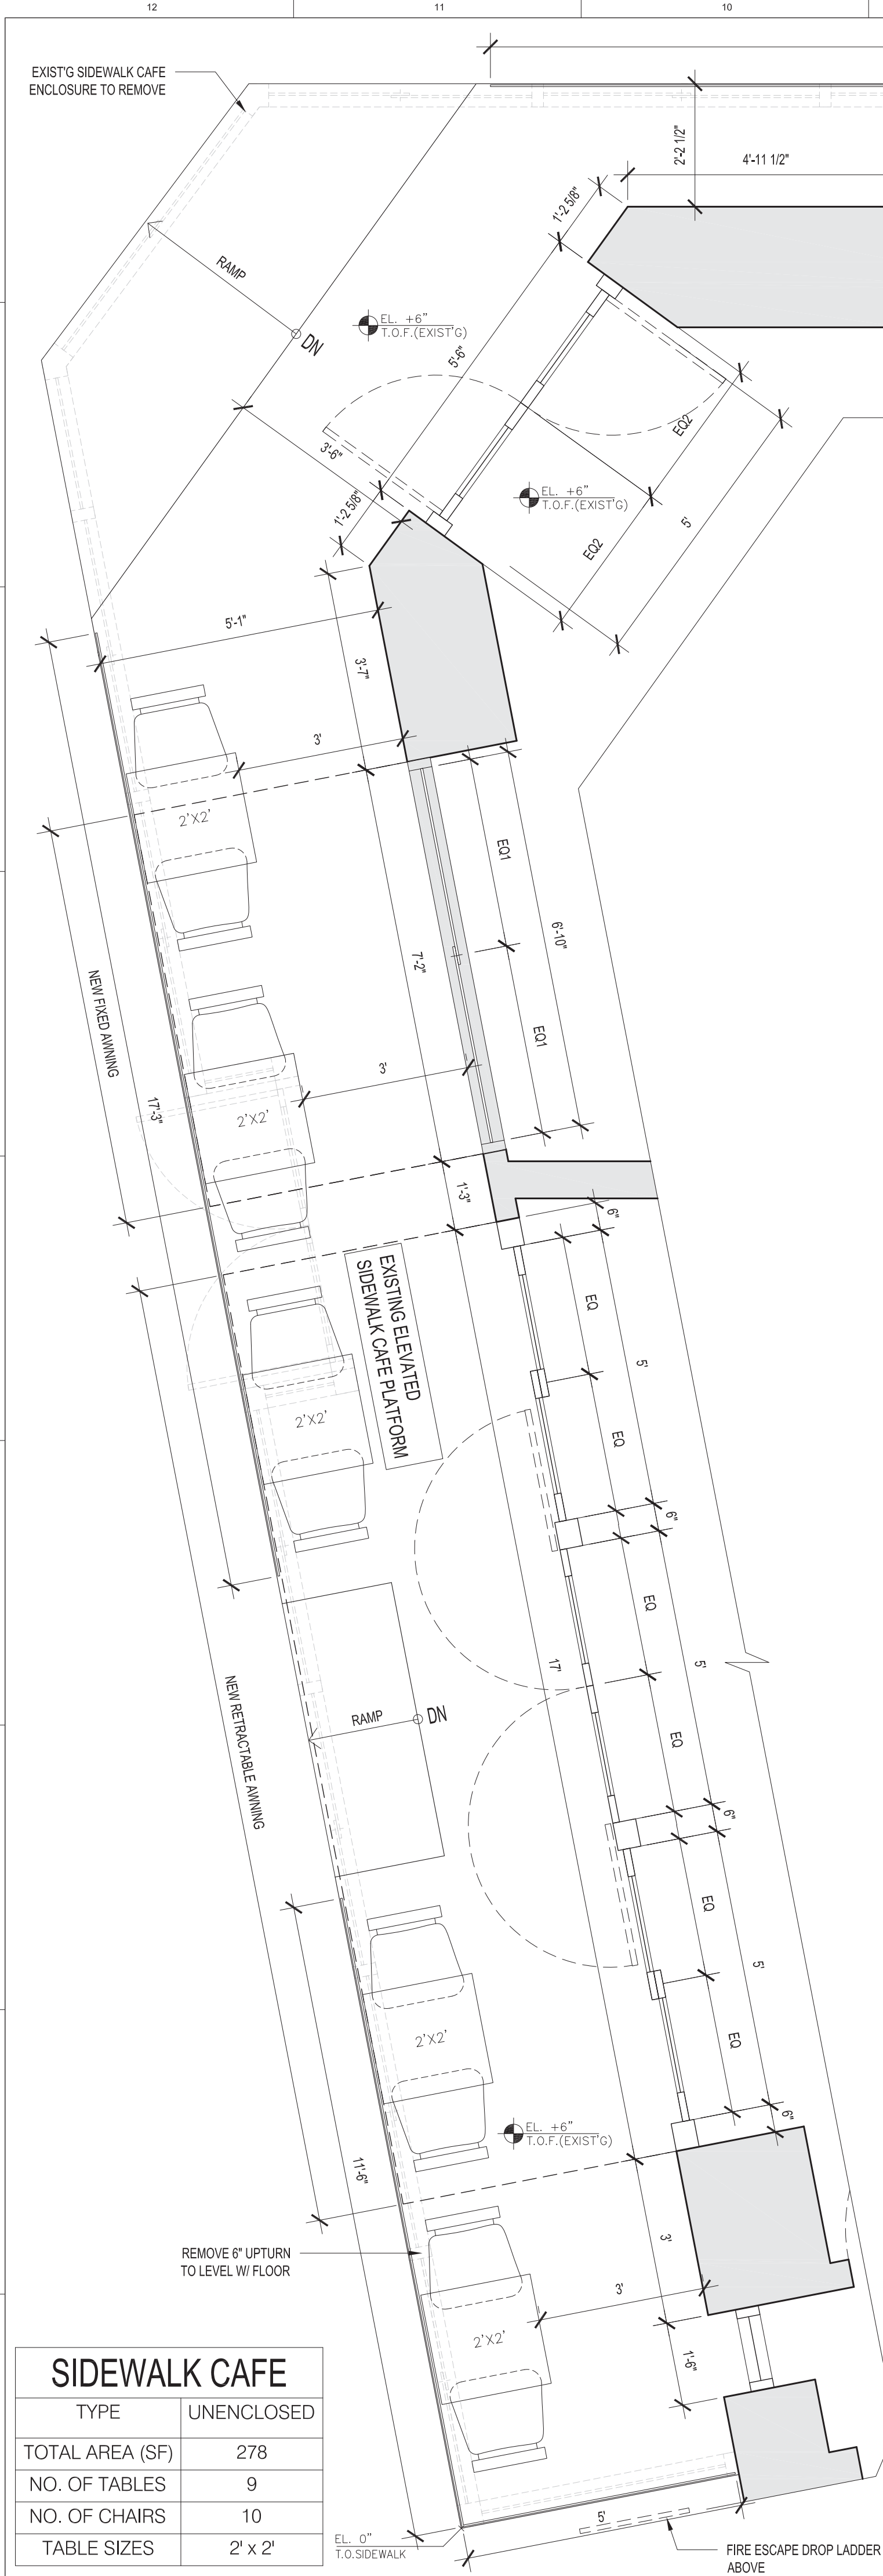 12
11
10
EXIST'G SIDEWALK CAFE
ENCLOSURE TO REMOVE
2'-2 1/2"
4'-11 1/2"
1'-2 5/8"
RAMP
DN
EL. +6"
T.O.F.(EXIST'G)
5'-6"
3'-6"
EQ2
EL. +6"
T.O.F.(EXIST'G)
1'-2 5/8"
5'
EQ2
5'-1"
3'-7"
3'
2'X2'
EQ1
6'-10"
7'-2"
NEW FIXED AWNING
EQ1
3'
17'-3"
2'X2'
1'-3"
6"
EXISTING ELEVATED
SIDEWALK CAFE PLATFORM
EQ
5'
2'X2'
EQ
6"
EQ
17'
5'
NEW RETRACTABLE AWNING
RAMP
DN
EQ
6"
EQ
5'
2'X2'
EQ
6"
EL. +6"
T.O.F.(EXIST'G)
11'-6"
REMOVE 6" UPTURN
TO LEVEL W/ FLOOR
3'
3'
2'X2'
1'-6"
SIDEWALK CAFE
TYPE UNENCLOSED
TOTAL AREA (SF) 278
NO. OF TABLES 9
NO. OF CHAIRS 10
TABLE SIZES 2' x 2'
EL. 0"
T.O.SIDEWALK
5'
FIRE ESCAPE DROP LADDER
ABOVE